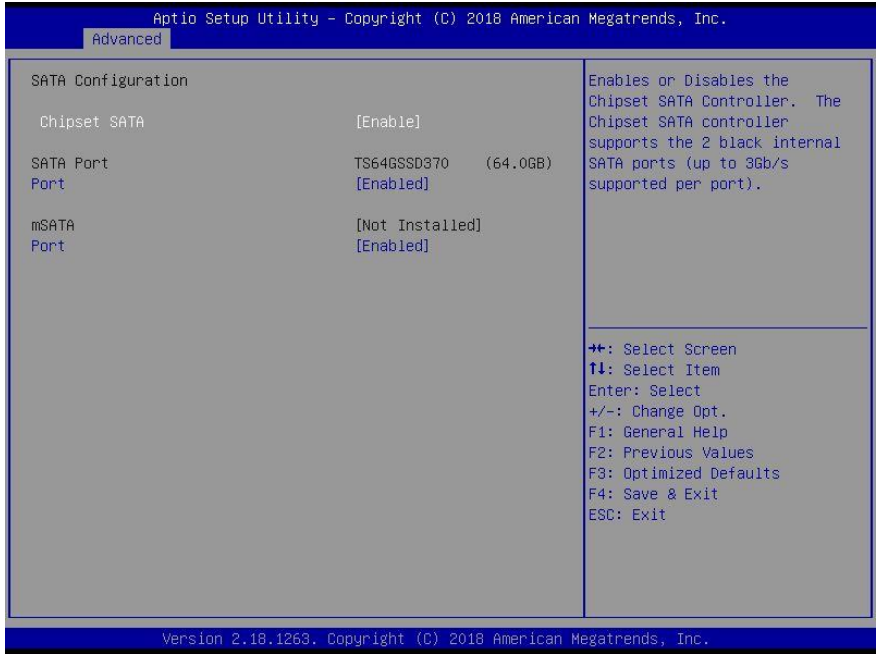 Aptio Setup Utility – Copyright (C) 2018 American Megatrends, Inc.
Advanced
SATA Configuration
Chipset SATA [Enable]
SATA Port TS64GSSD370 (64.0GB)
Port [Enabled]
mSATA [Not Installed]
Port [Enabled]
Enables or Disables the
Chipset SATA Controller. The
Chipset SATA controller
supports the 2 black internal
SATA ports (up to 3Gb/s
supported per port).
→←: Select Screen
↑↓: Select Item
Enter: Select
+/-: Change Opt.
F1: General Help
F2: Previous Values
F3: Optimized Defaults
F4: Save & Exit
ESC: Exit
Version 2.18.1263. Copyright (C) 2018 American Megatrends, Inc.